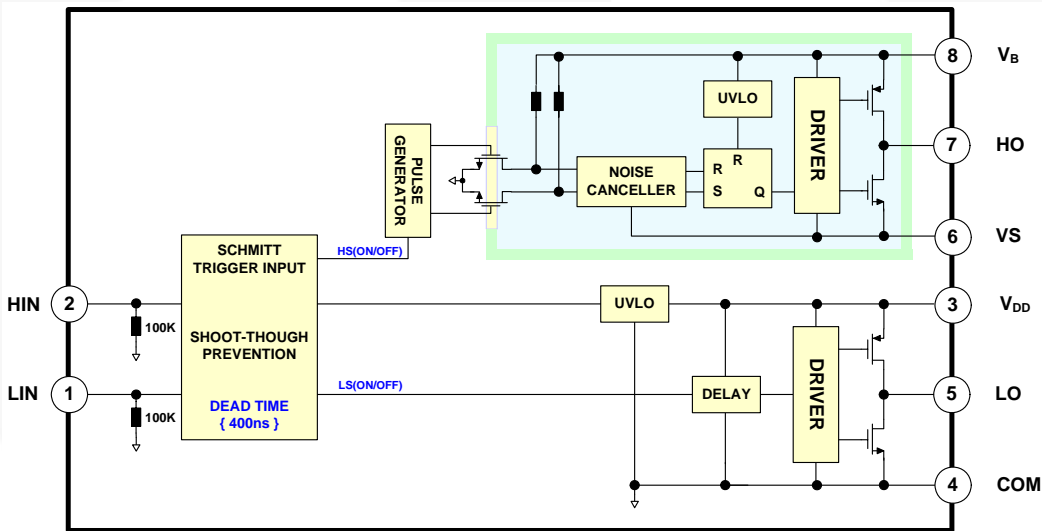 8 VB
UVLO
DRIVER
7 HO
PULSE
GENERATOR
NOISE
CANCELLER
R
R
S Q
6 VS
HS(ON/OFF)
SCHMITT
TRIGGER INPUT
HIN 2
100K
UVLO
3 VDD
SHOOT-THOUGH
PREVENTION
LIN 1
100K
LS(ON/OFF)
DEAD TIME
{ 400ns }
DELAY
DRIVER
5 LO
4 COM